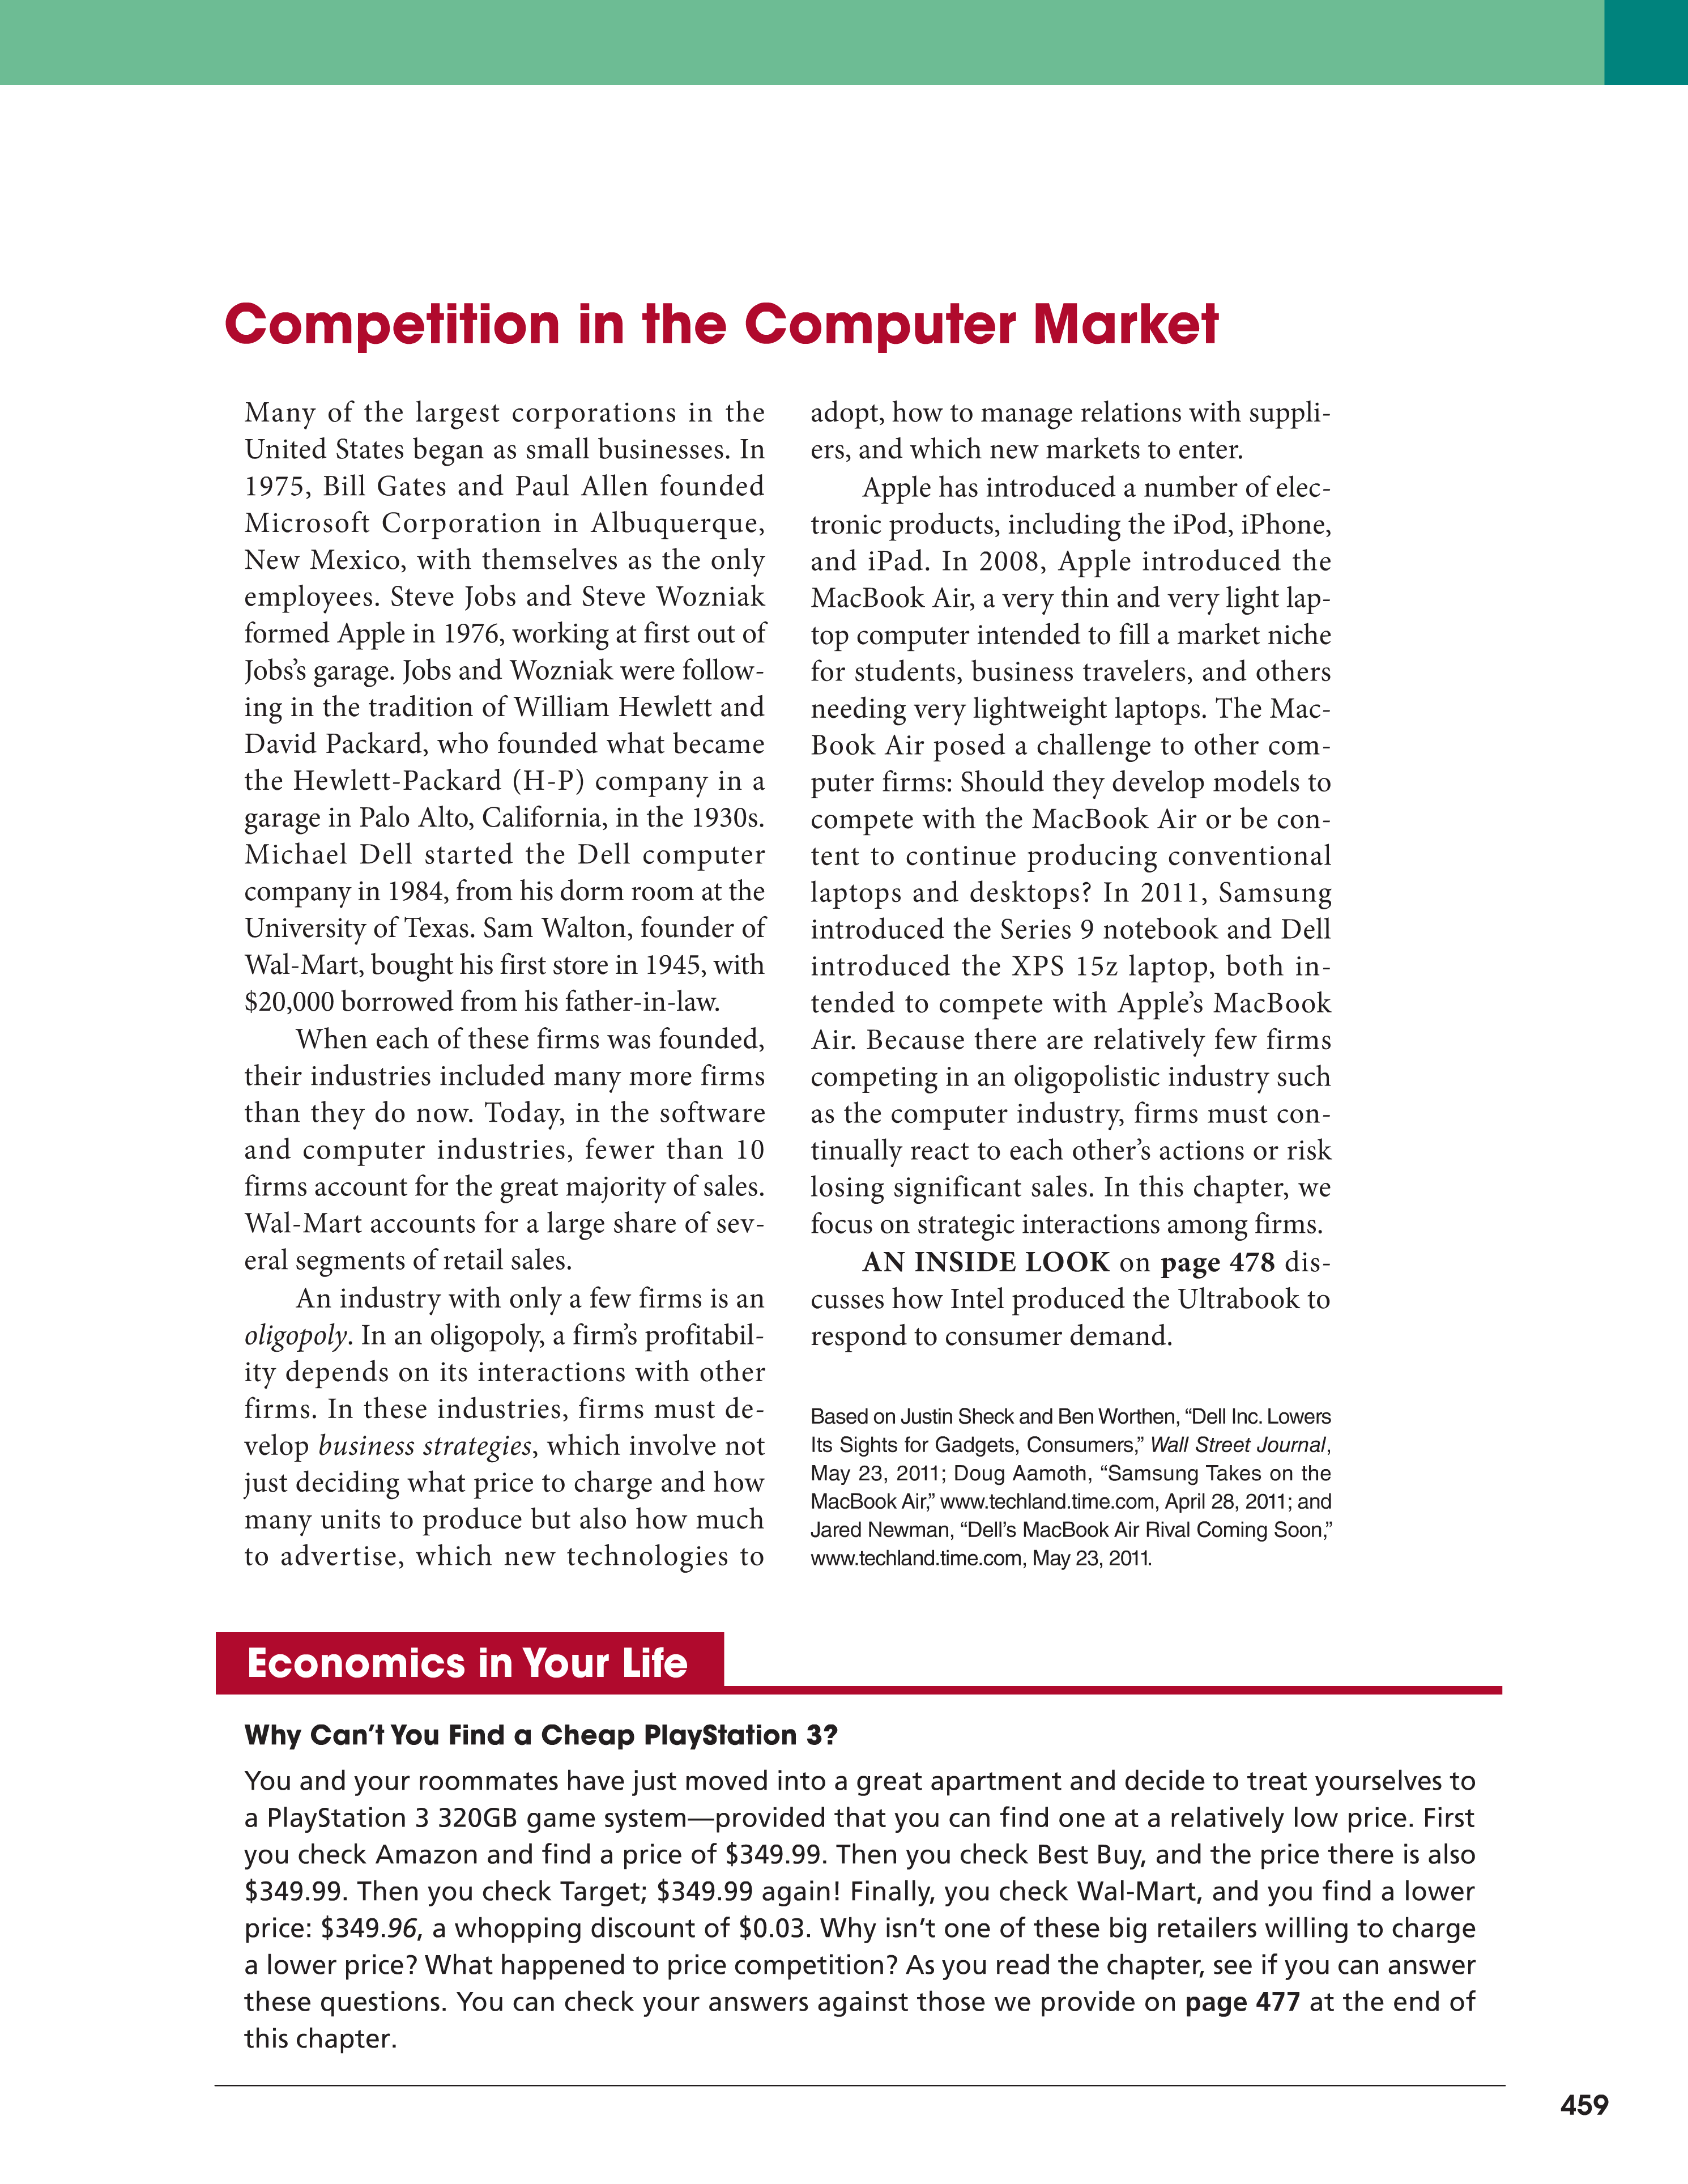 Competition in the Computer Market
Many of the largest corporations in the
United States began as small businesses. In
1975, Bill Gates and Paul Allen founded
Microsoft Corporation in Albuquerque,
New Mexico, with themselves as the only
employees. Steve Jobs and Steve Wozniak
formed Apple in 1976, working at first out of
Jobs’s garage. Jobs and Wozniak were follow-
ing in the tradition of William Hewlett and
David Packard, who founded what became
the Hewlett-Packard (H-P) company in a
garage in Palo Alto, California, in the 1930s.
Michael Dell started the Dell computer
company in 1984, from his dorm room at the
University of Texas. Sam Walton, founder of
Wal-Mart, bought his first store in 1945, with
$20,000 borrowed from his father-in-law.
When each of these firms was founded,
their industries included many more firms
than they do now. Today, in the software
and computer industries, fewer than 10
firms account for the great majority of sales.
Wal-Mart accounts for a large share of sev-
eral segments of retail sales.
An industry with only a few firms is an
oligopoly. In an oligopoly, a firm’s profitabil-
ity depends on its interactions with other
firms. In these industries, firms must de-
velop business strategies, which involve not
just deciding what price to charge and how
many units to produce but also how much
to advertise, which new technologies to
adopt, how to manage relations with suppli-
ers, and which new markets to enter.
Apple has introduced a number of elec-
tronic products, including the iPod, iPhone,
and iPad. In 2008, Apple introduced the
MacBook Air, a very thin and very light lap-
top computer intended to fill a market niche
for students, business travelers, and others
needing very lightweight laptops. The Mac-
Book Air posed a challenge to other com-
puter firms: Should they develop models to
compete with the MacBook Air or be con-
tent to continue producing conventional
laptops and desktops? In 2011, Samsung
introduced the Series 9 notebook and Dell
introduced the XPS 15z laptop, both in-
tended to compete with Apple’s MacBook
Air. Because there are relatively few firms
competing in an oligopolistic industry such
as the computer industry, firms must con-
tinually react to each other’s actions or risk
losing significant sales. In this chapter, we
focus on strategic interactions among firms.
AN INSIDE LOOK on page 478 dis-
cusses how Intel produced the Ultrabook to
respond to consumer demand.
Based on Justin Sheck and Ben Worthen, “Dell Inc. Lowers
Its Sights for Gadgets, Consumers,” Wall Street Journal,
May 23, 2011; Doug Aamoth, “Samsung Takes on the
MacBook Air,” www.techland.time.com, April 28, 2011; and
Jared Newman, “Dell’s MacBook Air Rival Coming Soon,”
www.techland.time.com, May 23, 2011.
Economics in Your Life
Why Can’t You Find a Cheap PlayStation 3?
You and your roommates have just moved into a great apartment and decide to treat yourselves to
a PlayStation 3 320GB game system—provided that you can find one at a relatively low price. First
you check Amazon and find a price of $349.99. Then you check Best Buy, and the price there is also
$349.99. Then you check Target; $349.99 again! Finally, you check Wal-Mart, and you find a lower
price: $349.96, a whopping discount of $0.03. Why isn’t one of these big retailers willing to charge
a lower price? What happened to price competition? As you read the chapter, see if you can answer
these questions. You can check your answers against those we provide on page 477 at the end of
this chapter.
459